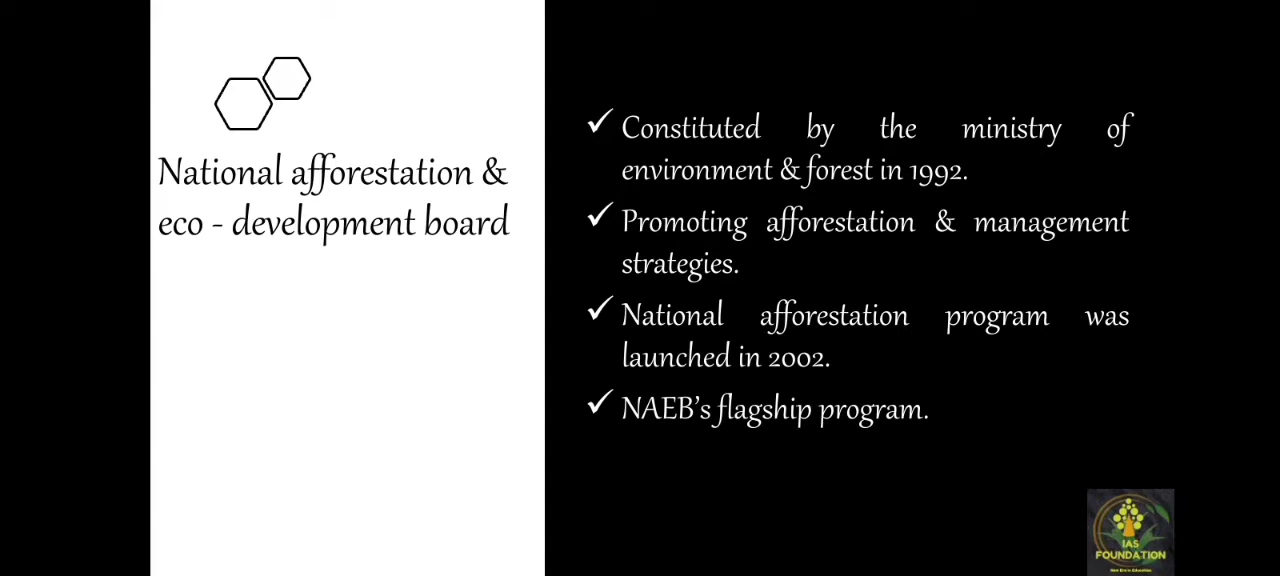 National afforestation &
eco - development board
✓ Constituted by the ministry of
environment & forest in 1992.
✓ Promoting afforestation & management
strategies.
✓ National afforestation program was
launched in 2002.
✓ NAEB's flagship program.
IAS
FOUNDATION